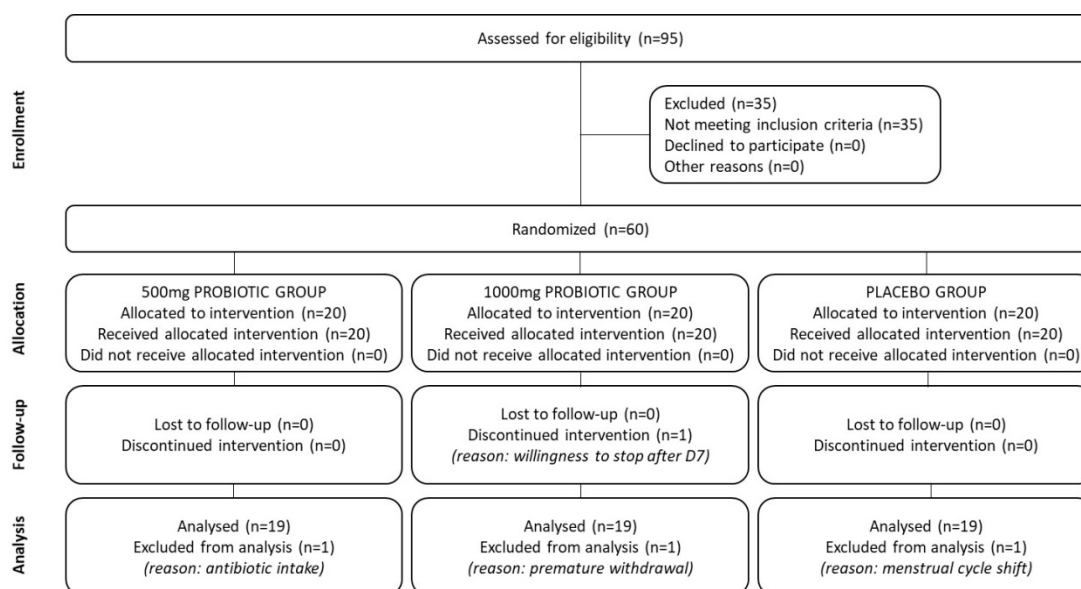 Assessed for eligibility (n=95)
Enrollment
Excluded (n=35)
Not meeting inclusion criteria (n=35)
Declined to participate (n=0)
Other reasons (n=0)
Randomized (n=60)
Allocation
500mg PROBIOTIC GROUP
Allocated to intervention (n=20)
Received allocated intervention (n=20)
Did not receive allocated intervention (n=0)
1000mg PROBIOTIC GROUP
Allocated to intervention (n=20)
Received allocated intervention (n=20)
Did not receive allocated intervention (n=0)
PLACEBO GROUP
Allocated to intervention (n=20)
Received allocated intervention (n=20)
Did not receive allocated intervention (n=0)
Follow-up
Lost to follow-up (n=0)
Discontinued intervention (n=0)
Lost to follow-up (n=0)
Discontinued intervention (n=1)
(reason: willingness to stop after D7)
Lost to follow-up (n=0)
Discontinued intervention (n=0)
Analysis
Analysed (n=19)
Excluded from analysis (n=1)
(reason: antibiotic intake)
Analysed (n=19)
Excluded from analysis (n=1)
(reason: premature withdrawal)
Analysed (n=19)
Excluded from analysis (n=1)
(reason: menstrual cycle shift)